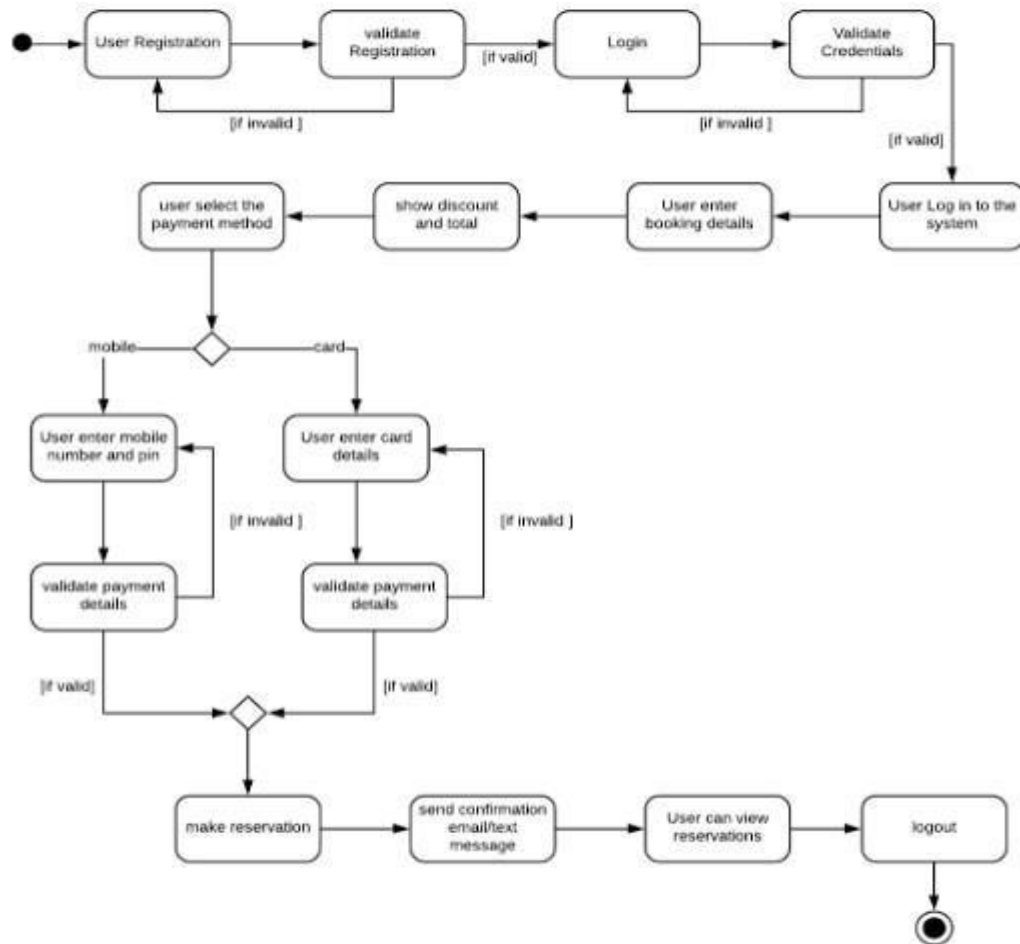 User Registration
validate
Registration
[if valid]
Login
Validate
Credentials
[if invalid ]
[if invalid ]
[if valid]
user select the
payment method
show discount
and total
User enter
booking details
User Log in to the
system
mobile
card
User enter mobile
number and pin
User enter card
details
[if invalid ]
[if invalid ]
validate payment
details
validate payment
details
[if valid]
[if valid]
make reservation
send confirmation
email/text
message
User can view
reservations
logout